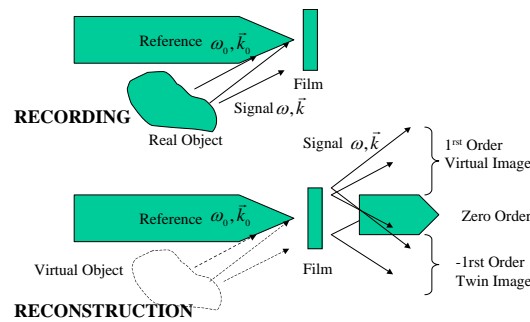 Reference ω₀, k⃗₀
Film
Signal ω, k⃗
RECORDING
Real Object
Signal ω, k⃗
1rst Order
Virtual Image
Reference ω₀, k⃗₀
Zero Order
Virtual Object
Film
-1rst Order
Twin Image
RECONSTRUCTION